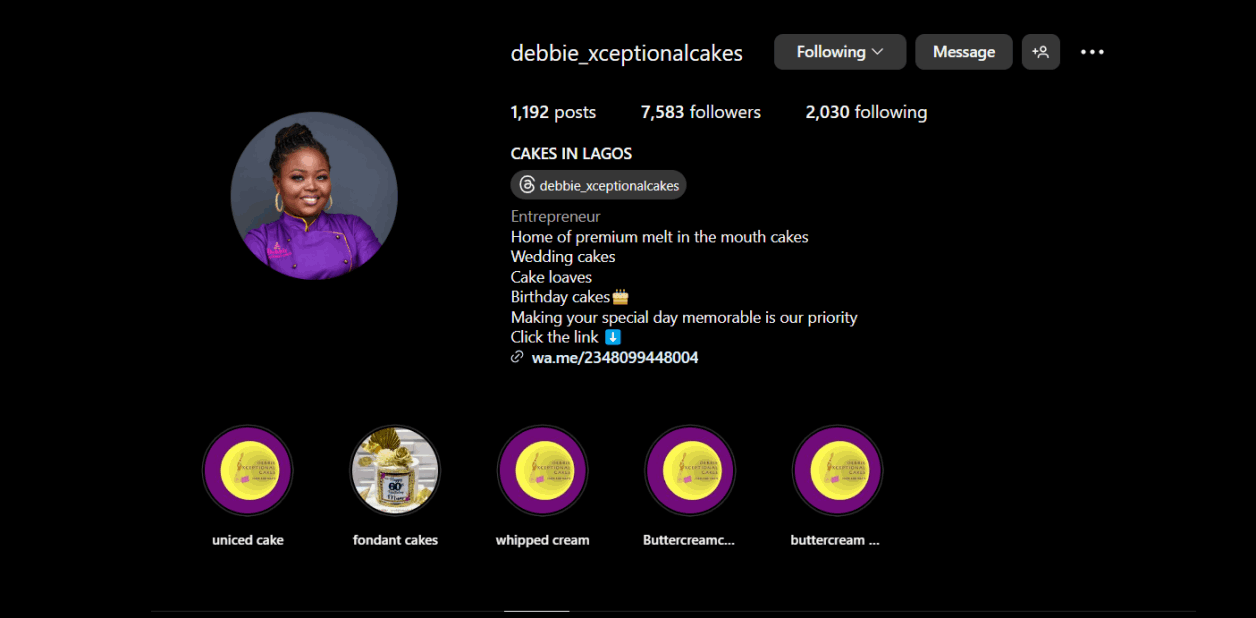 debbie_xceptionalcakes Following Message
1,192 posts 7,583 followers 2,030 following
CAKES IN LAGOS
debbie_xceptionalcakes
Entrepreneur
Home of premium melt in the mouth cakes
Wedding cakes
Cake loaves
Birthday cakes🎂
Making your special day memorable is our priority
Click the link ⬇️
wa.me/2348099448004
uniced cake fondant cakes whipped cream Buttercreamc... buttercream ...